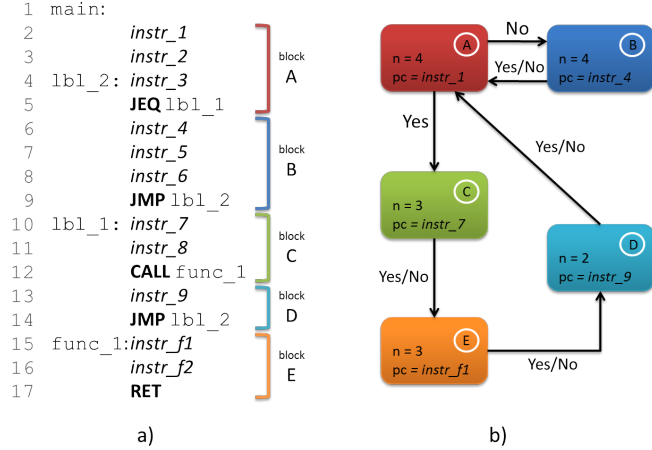 1 main:
2 instr_1
3 instr_2
4 lbl_2: instr_3
5 JEQ lbl_1
6 instr_4
7 instr_5
8 instr_6
9 JMP lbl_2
10 lbl_1: instr_7
11 instr_8
12 CALL func_1
13 instr_9
14 JMP lbl_2
15 func_1: instr_f1
16 instr_f2
17 RET
block
A
block
B
block
C
block
D
block
E
a)
A
n = 4
pc = instr_1
No
Yes/No
B
n = 4
pc = instr_4
Yes
Yes/No
C
n = 3
pc = instr_7
D
n = 2
pc = instr_9
Yes/No
E
n = 3
pc = instr_f1
Yes/No
b)